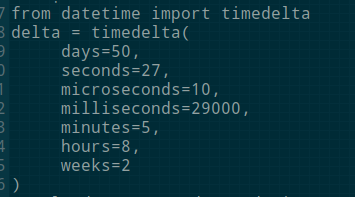 from datetime import timedelta
delta = timedelta(
days=50,
seconds=27,
microseconds=10,
milliseconds=29000,
minutes=5,
hours=8,
weeks=2
)